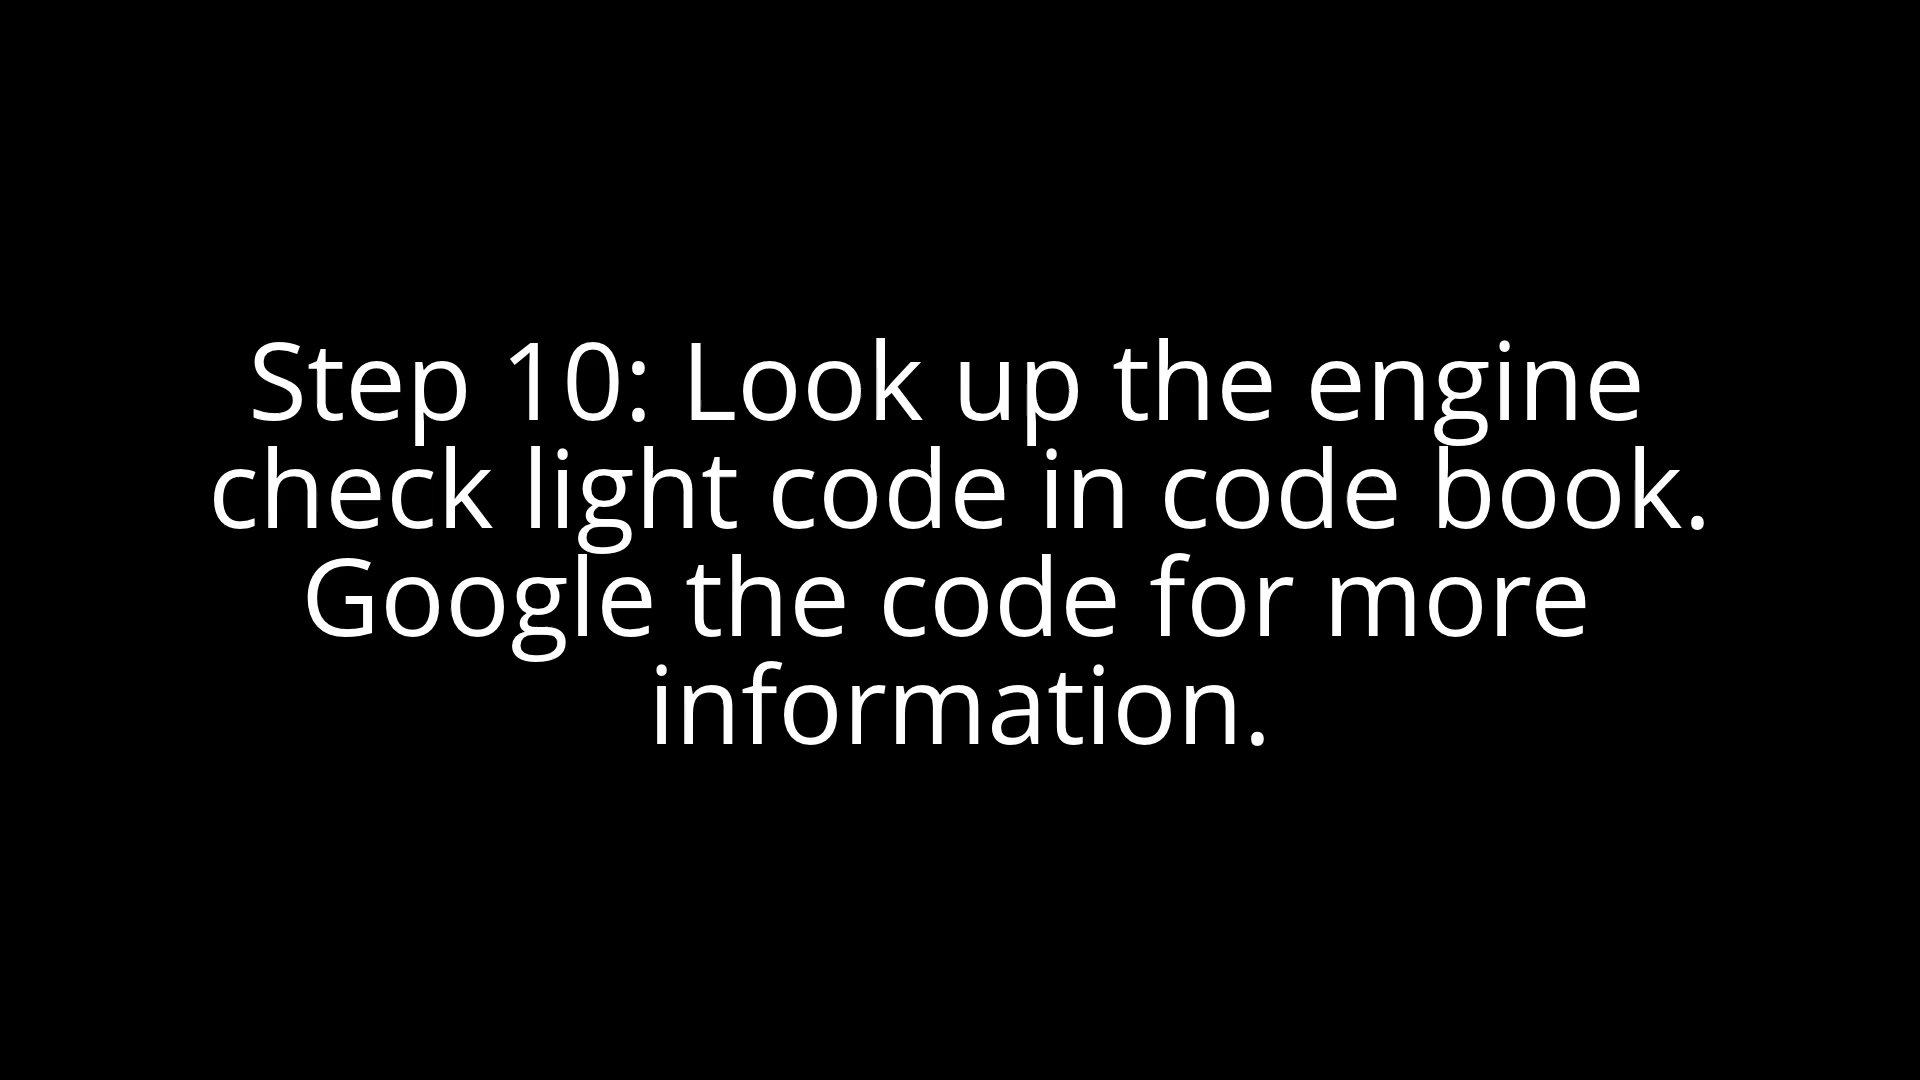 Step 10: Look up the engine
check light code in code book.
Google the code for more
information.